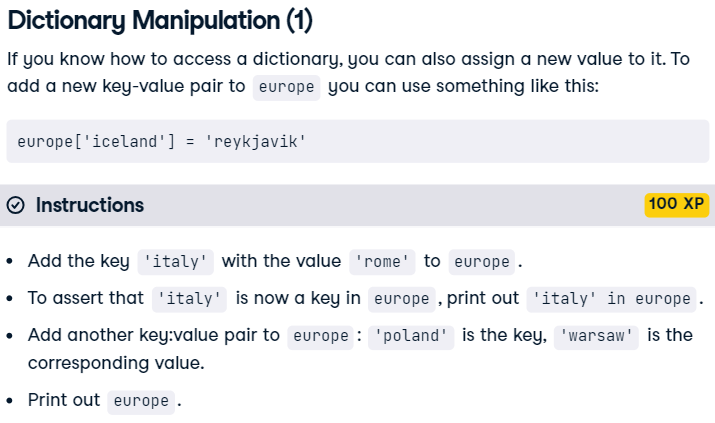 Dictionary Manipulation (1)
If you know how to access a dictionary, you can also assign a new value to it. To
add a new key-value pair to europe you can use something like this:
europe['iceland'] = 'reykjavik'
Instructions 100 XP
• Add the key 'italy' with the value 'rome' to europe.
• To assert that 'italy' is now a key in europe, print out 'italy' in europe.
• Add another key:value pair to europe: 'poland' is the key, 'warsaw' is the
corresponding value.
• Print out europe.